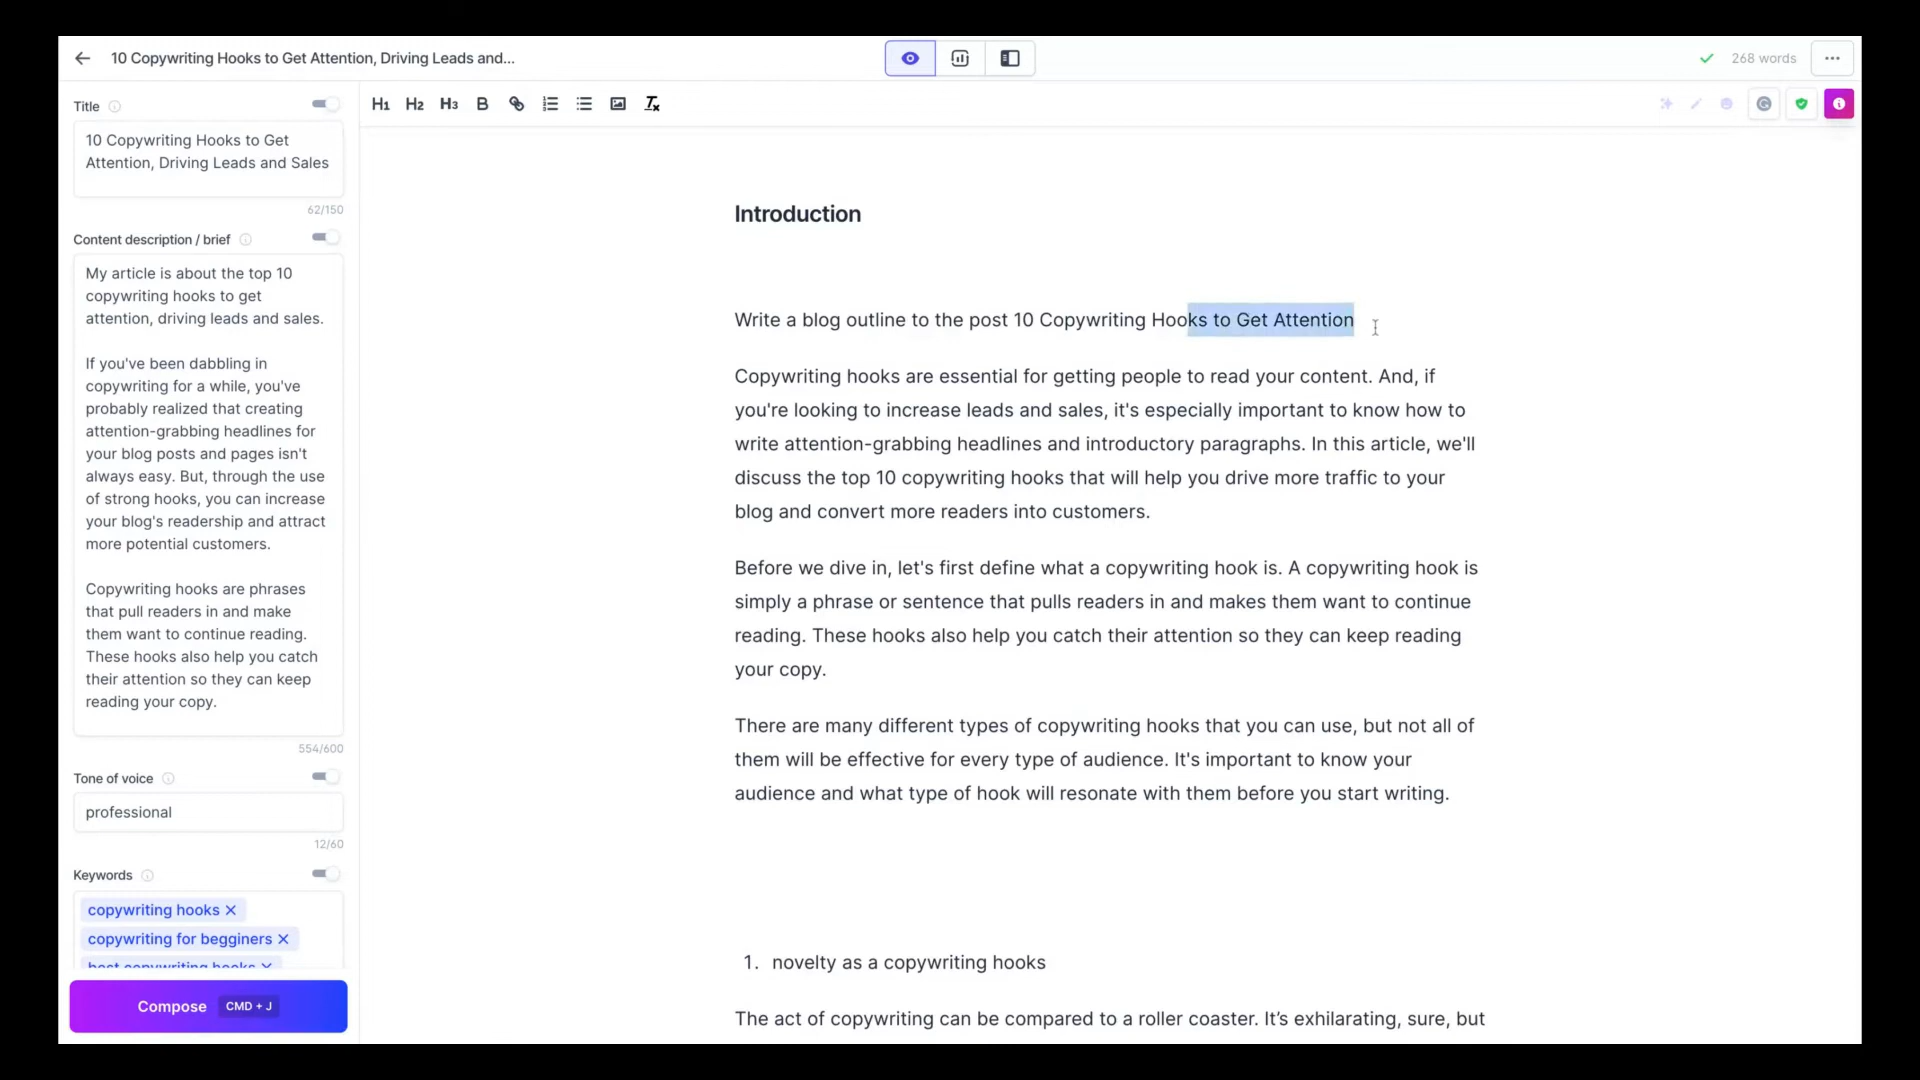 10 Copywriting Hooks to Get Attention, Driving Leads and...
268 words
Title
10 Copywriting Hooks to Get
Attention, Driving Leads and Sales
62/150
Content description / brief
My article is about the top 10
copywriting hooks to get
attention, driving leads and sales.
If you've been dabbling in
copywriting for a while, you've
probably realized that creating
attention-grabbing headlines for
your blog posts and pages isn't
always easy. But, through the use
of strong hooks, you can increase
your blog's readership and attract
more potential customers.
Copywriting hooks are phrases
that pull readers in and make
them want to continue reading.
These hooks also help you catch
their attention so they can keep
reading your copy.
554/600
Tone of voice
professional
12/60
Keywords
copywriting hooks
copywriting for begginers
best copywriting hooks
Compose CMD + J
H1 H2 H3 B
Introduction
Write a blog outline to the post 10 Copywriting Hooks to Get Attention
Copywriting hooks are essential for getting people to read your content. And, if
you're looking to increase leads and sales, it's especially important to know how to
write attention-grabbing headlines and introductory paragraphs. In this article, we'll
discuss the top 10 copywriting hooks that will help you drive more traffic to your
blog and convert more readers into customers.
Before we dive in, let's first define what a copywriting hook is. A copywriting hook is
simply a phrase or sentence that pulls readers in and makes them want to continue
reading. These hooks also help you catch their attention so they can keep reading
your copy.
There are many different types of copywriting hooks that you can use, but not all of
them will be effective for every type of audience. It's important to know your
audience and what type of hook will resonate with them before you start writing.
1. novelty as a copywriting hooks
The act of copywriting can be compared to a roller coaster. It’s exhilarating, sure, but